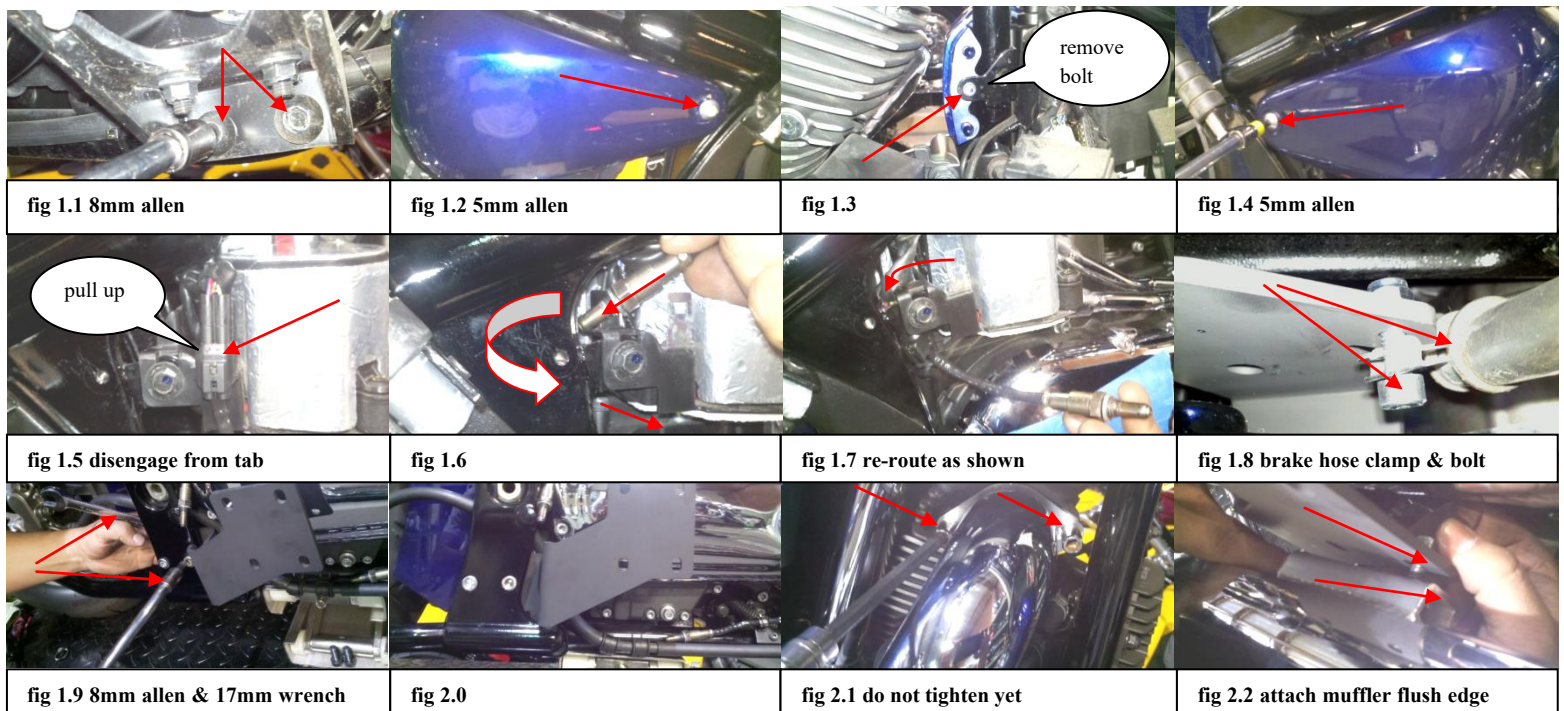 remove
bolt
fig 1.1 8mm allen
fig 1.2 5mm allen
fig 1.3
fig 1.4 5mm allen
pull up
fig 1.5 disengage from tab
fig 1.6
fig 1.7 re-route as shown
fig 1.8 brake hose clamp & bolt
fig 1.9 8mm allen & 17mm wrench
fig 2.0
fig 2.1 do not tighten yet
fig 2.2 attach muffler flush edge